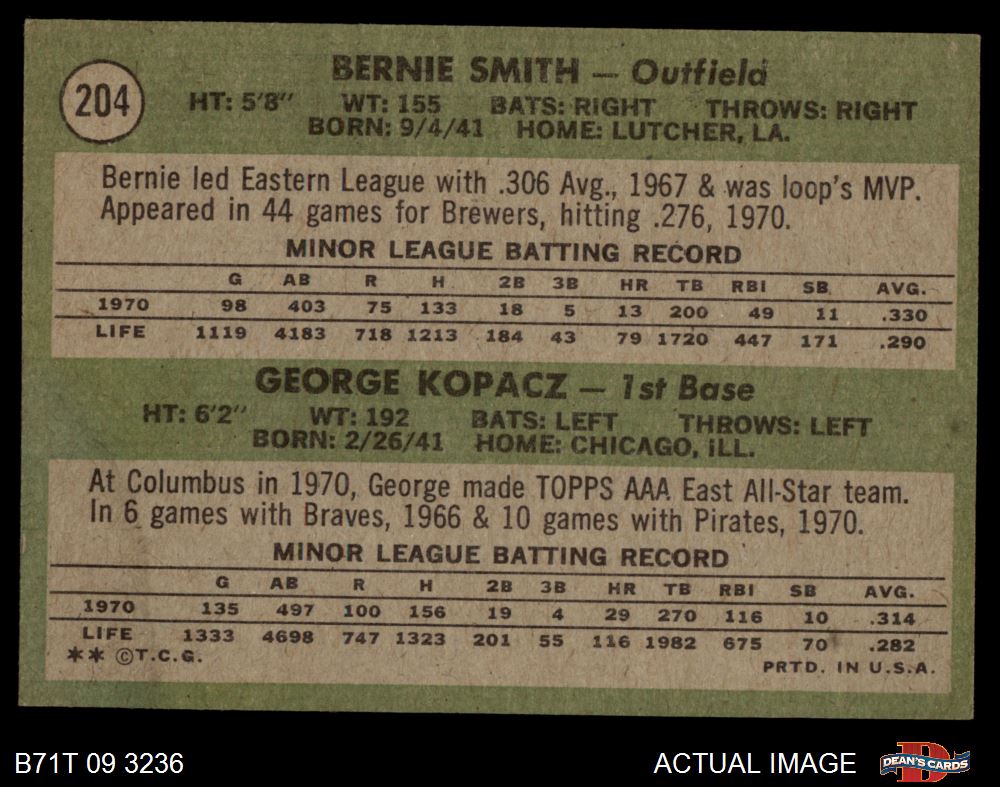 204
BERNIE SMITH — Outfield
HT: 5'8" WT: 155 BATS: RIGHT THROWS: RIGHT
BORN: 9/4/41 HOME: LUTCHER, LA.
Bernie led Eastern League with .306 Avg., 1967 & was loop's MVP.
Appeared in 44 games for Brewers, hitting .276, 1970.
MINOR LEAGUE BATTING RECORD
G AB R H 2B 3B HR TB RBI SB AVG.
1970 98 403 75 133 18 5 13 200 49 11 .330
LIFE 1119 4183 718 1213 184 43 79 1720 447 171 .290
GEORGE KOPACZ — 1st Base
HT: 6'2" WT: 192 BATS: LEFT THROWS: LEFT
BORN: 2/26/41 HOME: CHICAGO, ILL.
At Columbus in 1970, George made TOPPS AAA East All-Star team.
In 6 games with Braves, 1966 & 10 games with Pirates, 1970.
MINOR LEAGUE BATTING RECORD
G AB R H 2B 3B HR TB RBI SB AVG.
1970 135 497 100 156 19 4 29 270 116 10 .314
LIFE 1333 4698 747 1323 201 55 116 1982 675 70 .282
** ©T.C.G.
PRTD. IN U.S.A.
B71T 09 3236 ACTUAL IMAGE DEAN'S CARDS